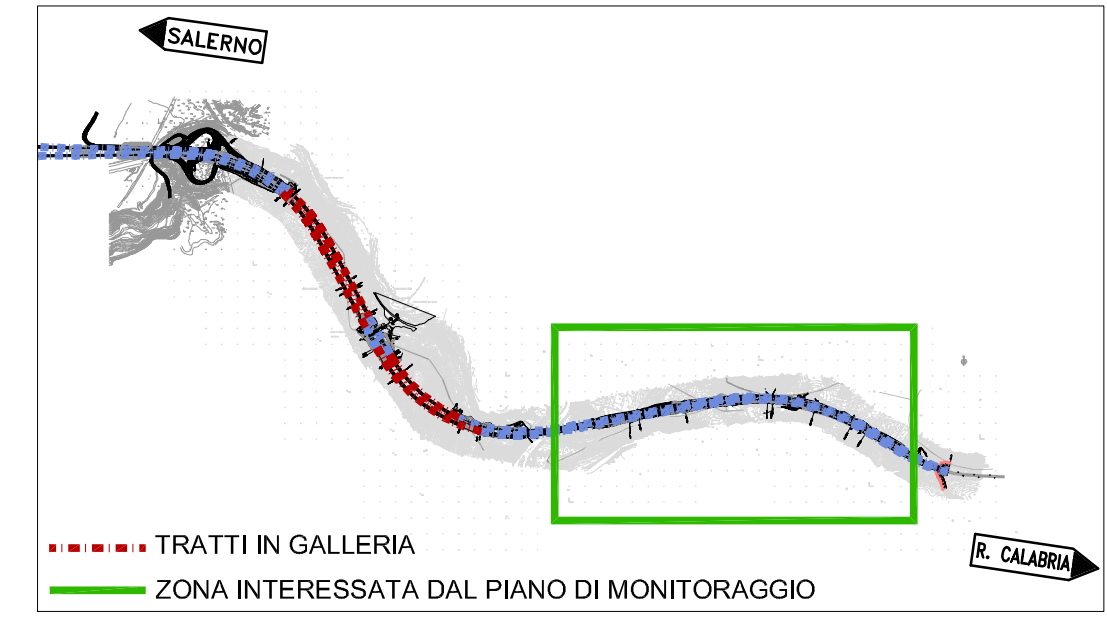 SALERNO
TRATTI IN GALLERIA
R. CALABRIA
ZONA INTERESSATA DAL PIANO DI MONITORAGGIO